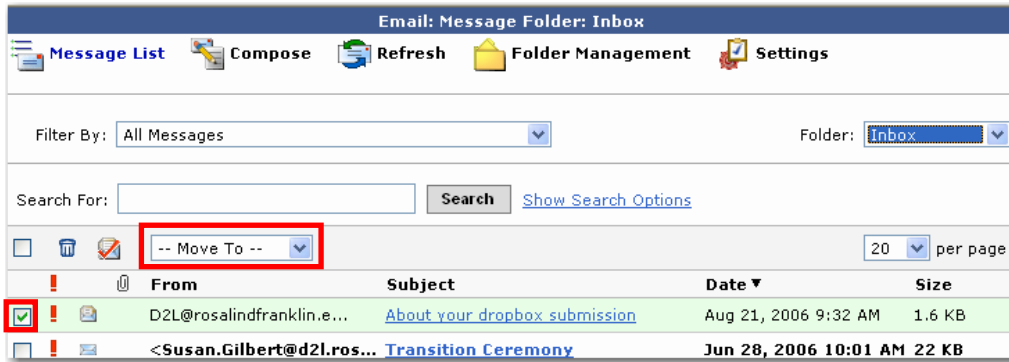 Email: Message Folder: Inbox
Message List Compose Refresh Folder Management Settings
Filter By: All Messages Folder: Inbox
Search For: Search Show Search Options
-- Move To -- 20 per page
! From Subject Date ▼ Size
! D2L@rosalindfranklin.e... About your dropbox submission Aug 21, 2006 9:32 AM 1.6 KB
! <Susan.Gilbert@d2l.ros... Transition Ceremony Jun 28, 2006 10:01 AM 22 KB